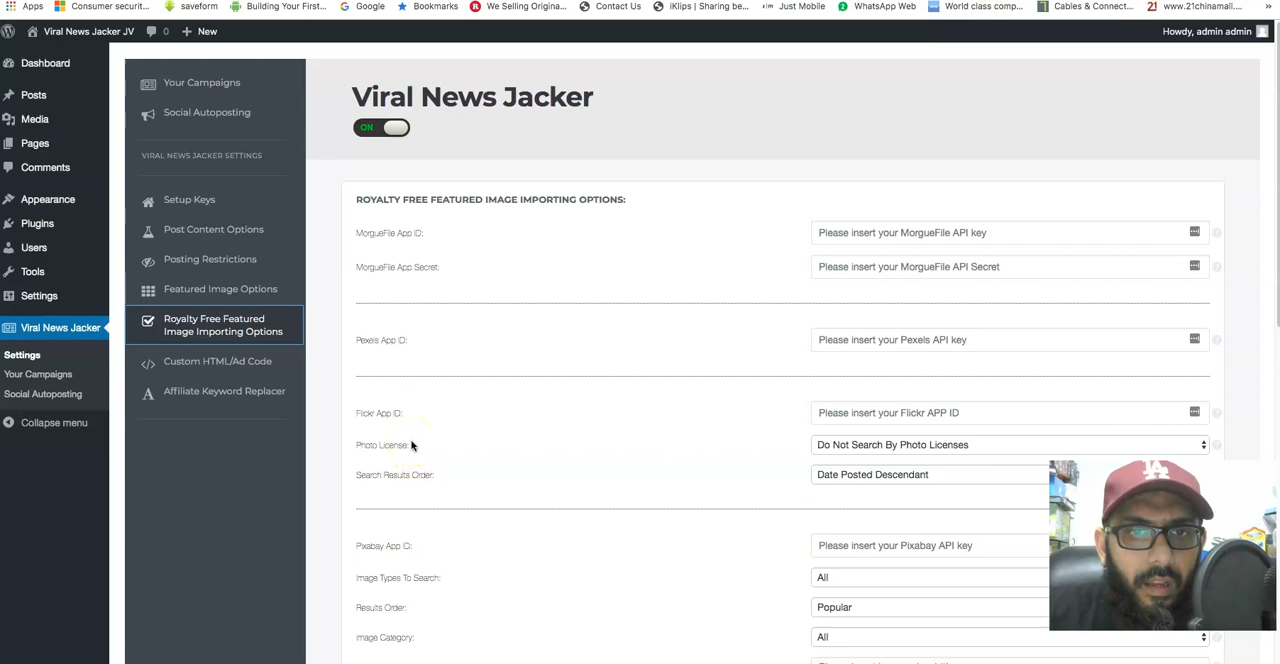 Apps
Consumer securit...
saveform
Building Your First...
Google
Bookmarks
We Selling Origina...
Contact Us
iKlips | Sharing be...
Just Mobile
WhatsApp Web
World class comp...
Cables & Connect...
www.21chinamall....
»
Viral News Jacker JV
0
New
Howdy, admin admin
Dashboard
Posts
Media
Pages
Comments
Appearance
Plugins
Users
Tools
Settings
Viral News Jacker
Settings
Your Campaigns
Social Autoposting
Collapse menu
Your Campaigns
Social Autoposting
VIRAL NEWS JACKER SETTINGS
Setup Keys
Post Content Options
Posting Restrictions
Featured Image Options
Royalty Free Featured
Image Importing Options
Custom HTML/Ad Code
Affiliate Keyword Replacer
Viral News Jacker
ON
ROYALTY FREE FEATURED IMAGE IMPORTING OPTIONS:
MorgueFile App ID:
Please insert your MorgueFile API key
MorgueFile App Secret:
Please insert your MorgueFile API Secret
Pexels App ID:
Please insert your Pexels API key
Flickr App ID:
Please insert your Flickr APP ID
Photo License:
Do Not Search By Photo Licenses
Search Results Order:
Date Posted Descendant
Pixabay App ID:
Please insert your Pixabay API key
Image Types To Search:
All
Results Order:
Popular
Image Category:
All